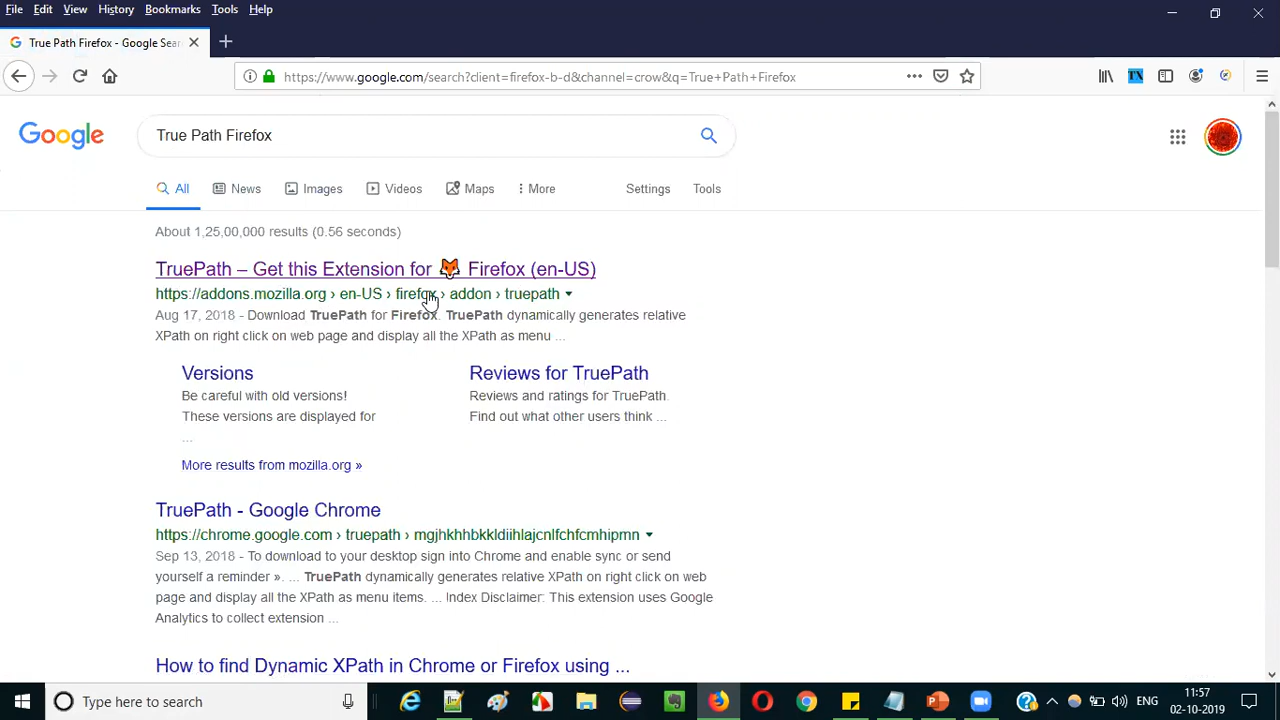 File Edit View History Bookmarks Tools Help
True Path Firefox - Google Sear
https://www.google.com/search?client=firefox-b-d&channel=crow&q=True+Path+Firefox
TX
Google
True Path Firefox
All News Images Videos Maps More Settings Tools
About 1,25,00,000 results (0.56 seconds)
TruePath – Get this Extension for 🦊 Firefox (en-US)
https://addons.mozilla.org › en-US › firefox › addon › truepath
Aug 17, 2018 - Download TruePath for Firefox. TruePath dynamically generates relative
XPath on right click on web page and display all the XPath as menu ...
Versions
Be careful with old versions!
These versions are displayed for
...
Reviews for TruePath
Reviews and ratings for TruePath.
Find out what other users think ...
More results from mozilla.org »
TruePath - Google Chrome
https://chrome.google.com › truepath › mgjhkhhbkkldiihlajcnlfchfcmhipmn
Sep 13, 2018 - To download to your desktop sign into Chrome and enable sync or send
yourself a reminder ». ... TruePath dynamically generates relative XPath on right click on web
page and display all the XPath as menu items. ... Index Disclaimer: This extension uses Google
Analytics to collect extension ...
How to find Dynamic XPath in Chrome or Firefox using ...
Type here to search
ENG
11:57
02-10-2019